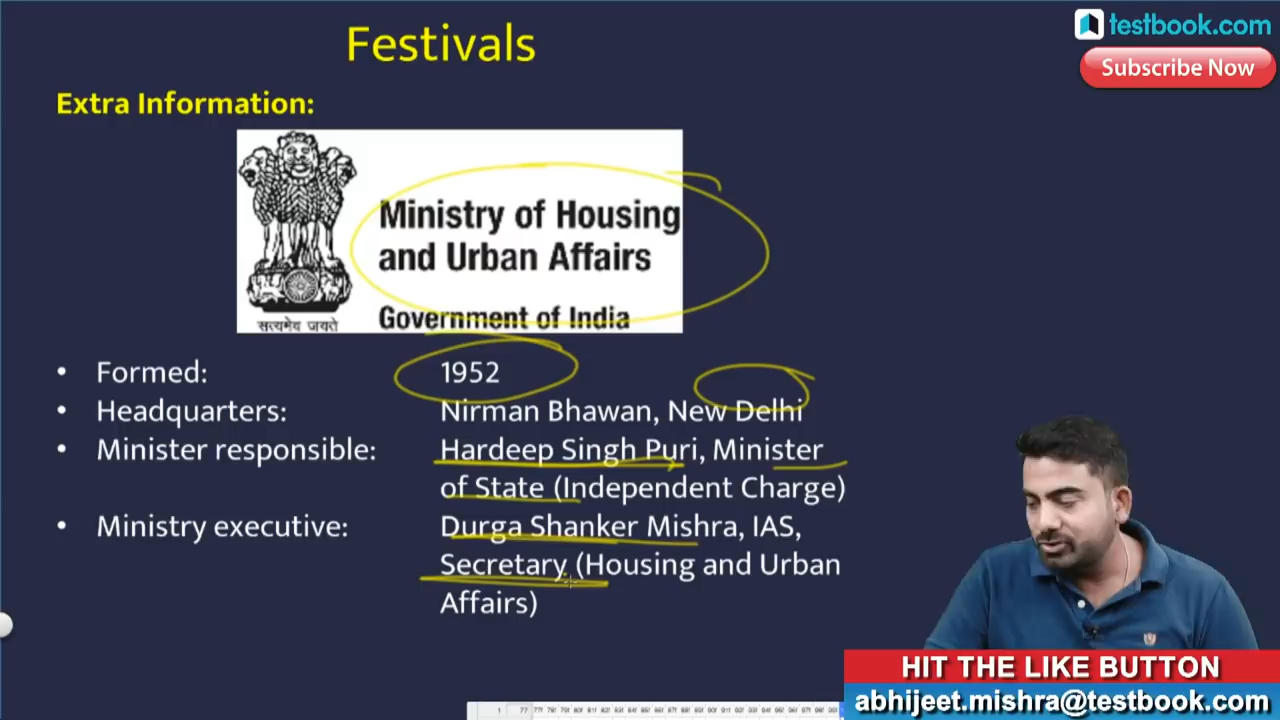 Festivals
testbook.com
Subscribe Now
Extra Information:
Ministry of Housing
and Urban Affairs
Government of India
सत्यमेव जयते
• Formed: 1952
• Headquarters: Nirman Bhawan, New Delhi
• Minister responsible: Hardeep Singh Puri, Minister
of State (Independent Charge)
• Ministry executive: Durga Shanker Mishra, IAS,
Secretary (Housing and Urban
Affairs)
HIT THE LIKE BUTTON
abhijeet.mishra@testbook.com